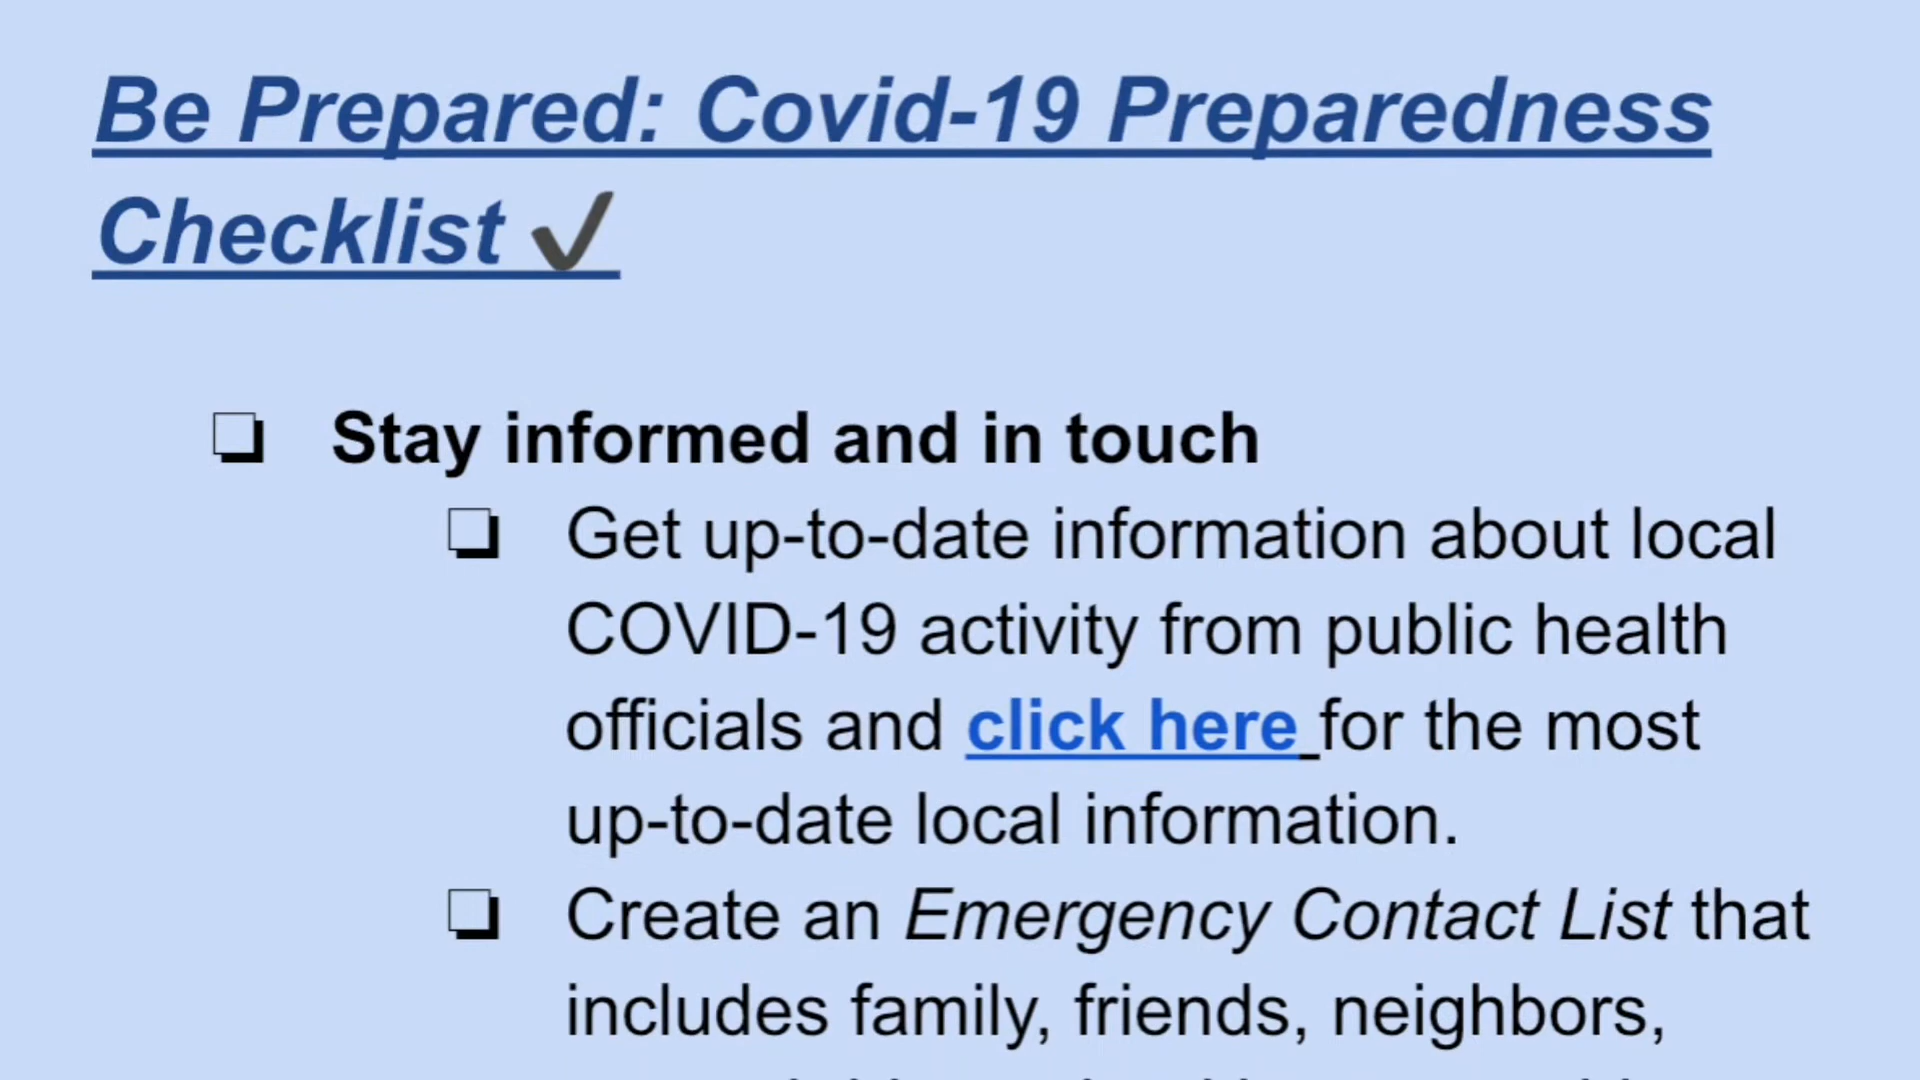 Be Prepared: Covid-19 Preparedness
Checklist ✔
❏ Stay informed and in touch
❏ Get up-to-date information about local
COVID-19 activity from public health
officials and click here for the most
up-to-date local information.
❏ Create an Emergency Contact List that
includes family, friends, neighbors,